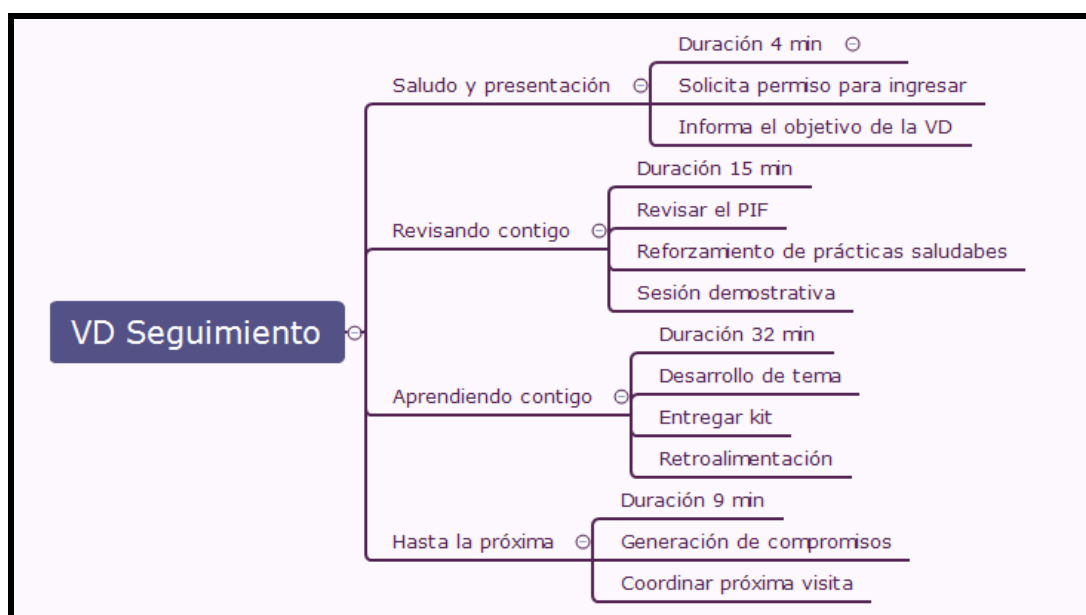 VD Seguimiento
Saludo y presentación
Duración 4 min
Solicita permiso para ingresar
Informa el objetivo de la VD
Revisando contigo
Duración 15 min
Revisar el PIF
Reforzamiento de prácticas saludabes
Sesión demostrativa
Aprendiendo contigo
Duración 32 min
Desarrollo de tema
Entregar kit
Retroalimentación
Hasta la próxima
Duración 9 min
Generación de compromisos
Coordinar próxima visita